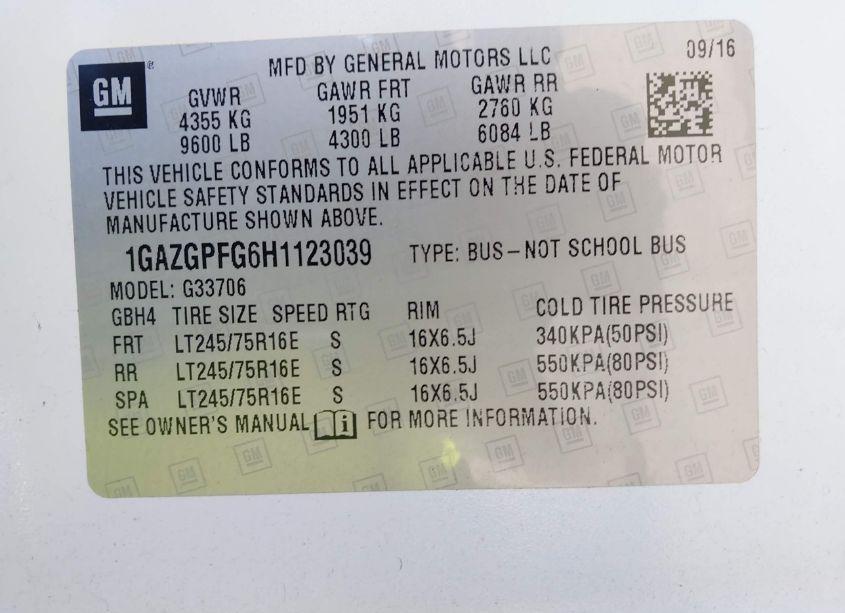 GM
MFD BY GENERAL MOTORS LLC 09/16
GVWR GAWR FRT GAWR RR
4355 KG 1951 KG 2760 KG
9600 LB 4300 LB 6084 LB
THIS VEHICLE CONFORMS TO ALL APPLICABLE U.S. FEDERAL MOTOR
VEHICLE SAFETY STANDARDS IN EFFECT ON THE DATE OF
MANUFACTURE SHOWN ABOVE.
1GAZGPFG6H1123039 TYPE: BUS-NOT SCHOOL BUS
MODEL: G33706
GBH4 TIRE SIZE SPEED RTG RIM COLD TIRE PRESSURE
FRT LT245/75R16E S 16X6.5J 340KPA(50PSI)
RR LT245/75R16E S 16X6.5J 550KPA(80PSI)
SPA LT245/75R16E S 16X6.5J 550KPA(80PSI)
SEE OWNER'S MANUAL i FOR MORE INFORMATION.